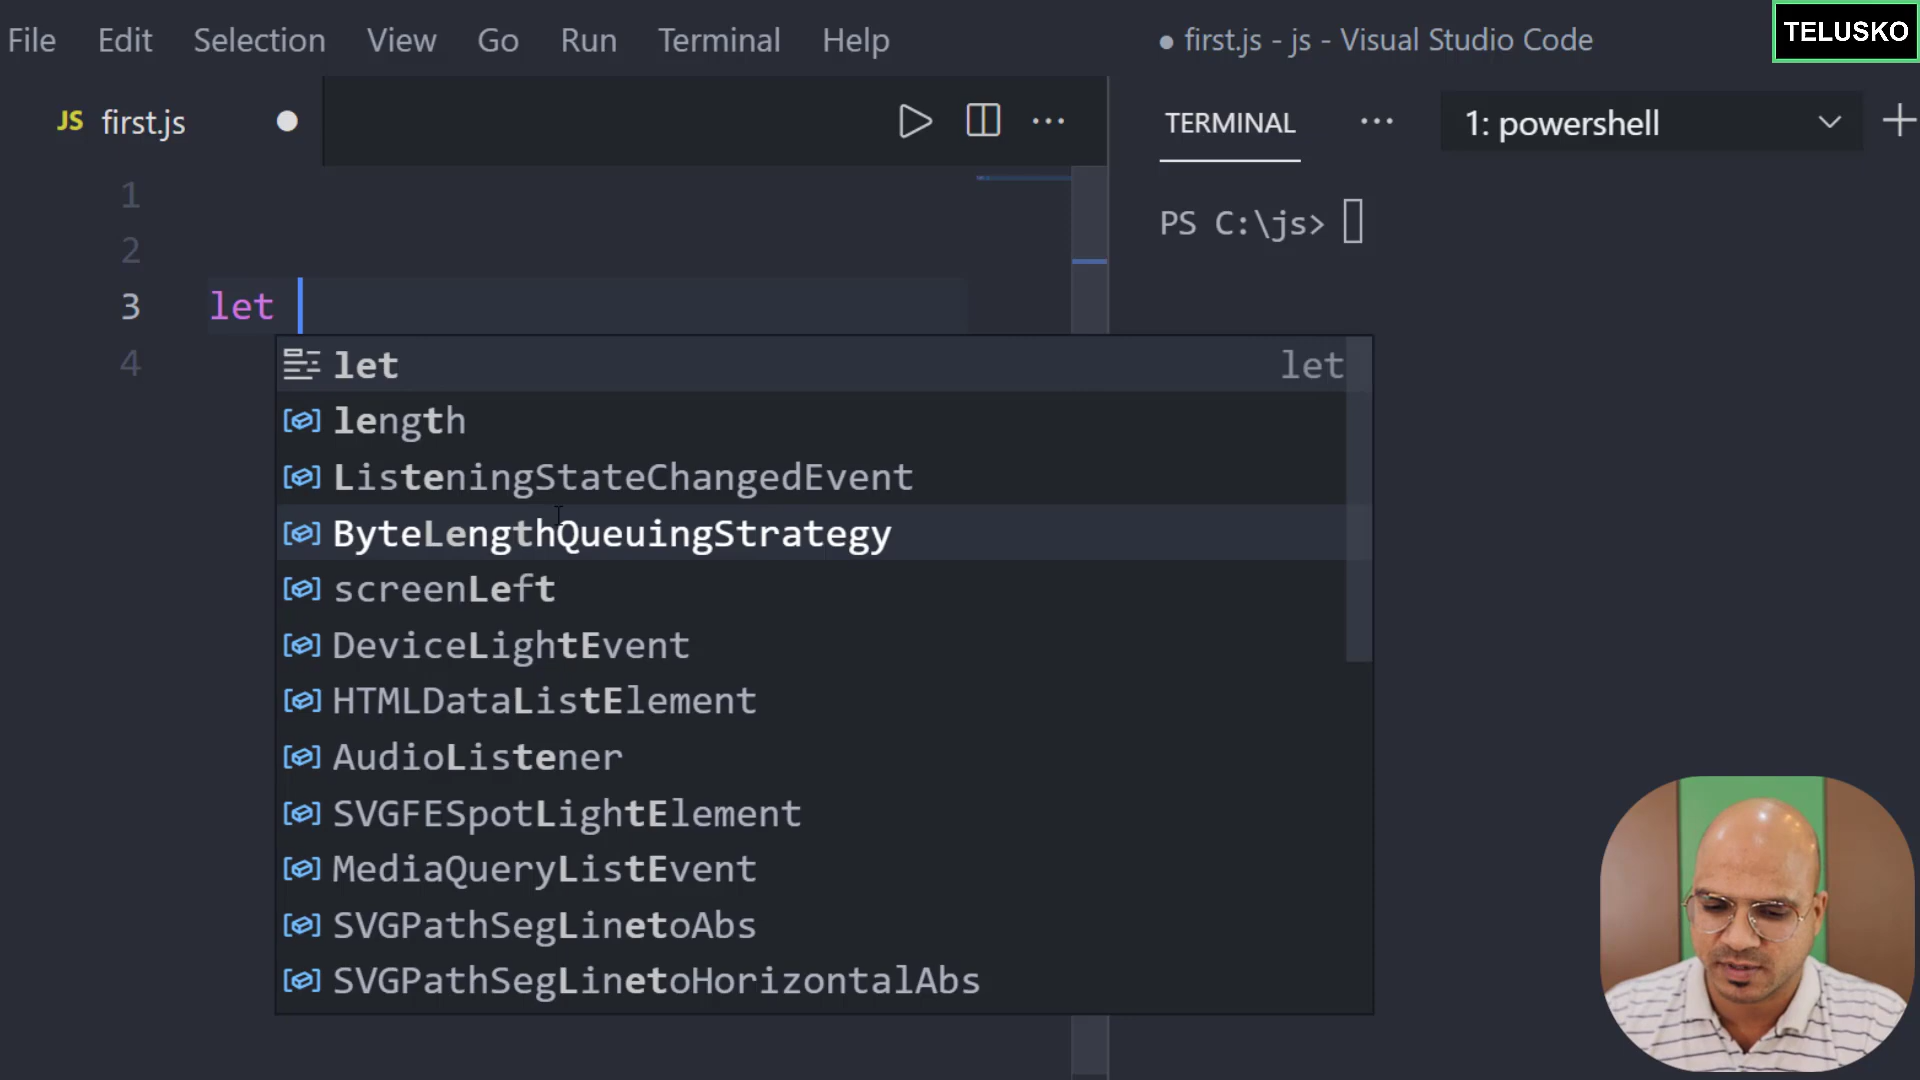 File Edit Selection View Go Run Terminal Help
● first.js - js - Visual Studio Code
TELUSKO
JS first.js ●
TERMINAL ... 1: powershell
PS C:\js>
1
2
3 let
4
let let
length
ListeningStateChangedEvent
ByteLengthQueuingStrategy
screenLeft
DeviceLightEvent
HTMLDataListElement
AudioListener
SVGFESpotLightElement
MediaQueryListEvent
SVGPathSegLinetoAbs
SVGPathSegLinetoHorizontalAbs